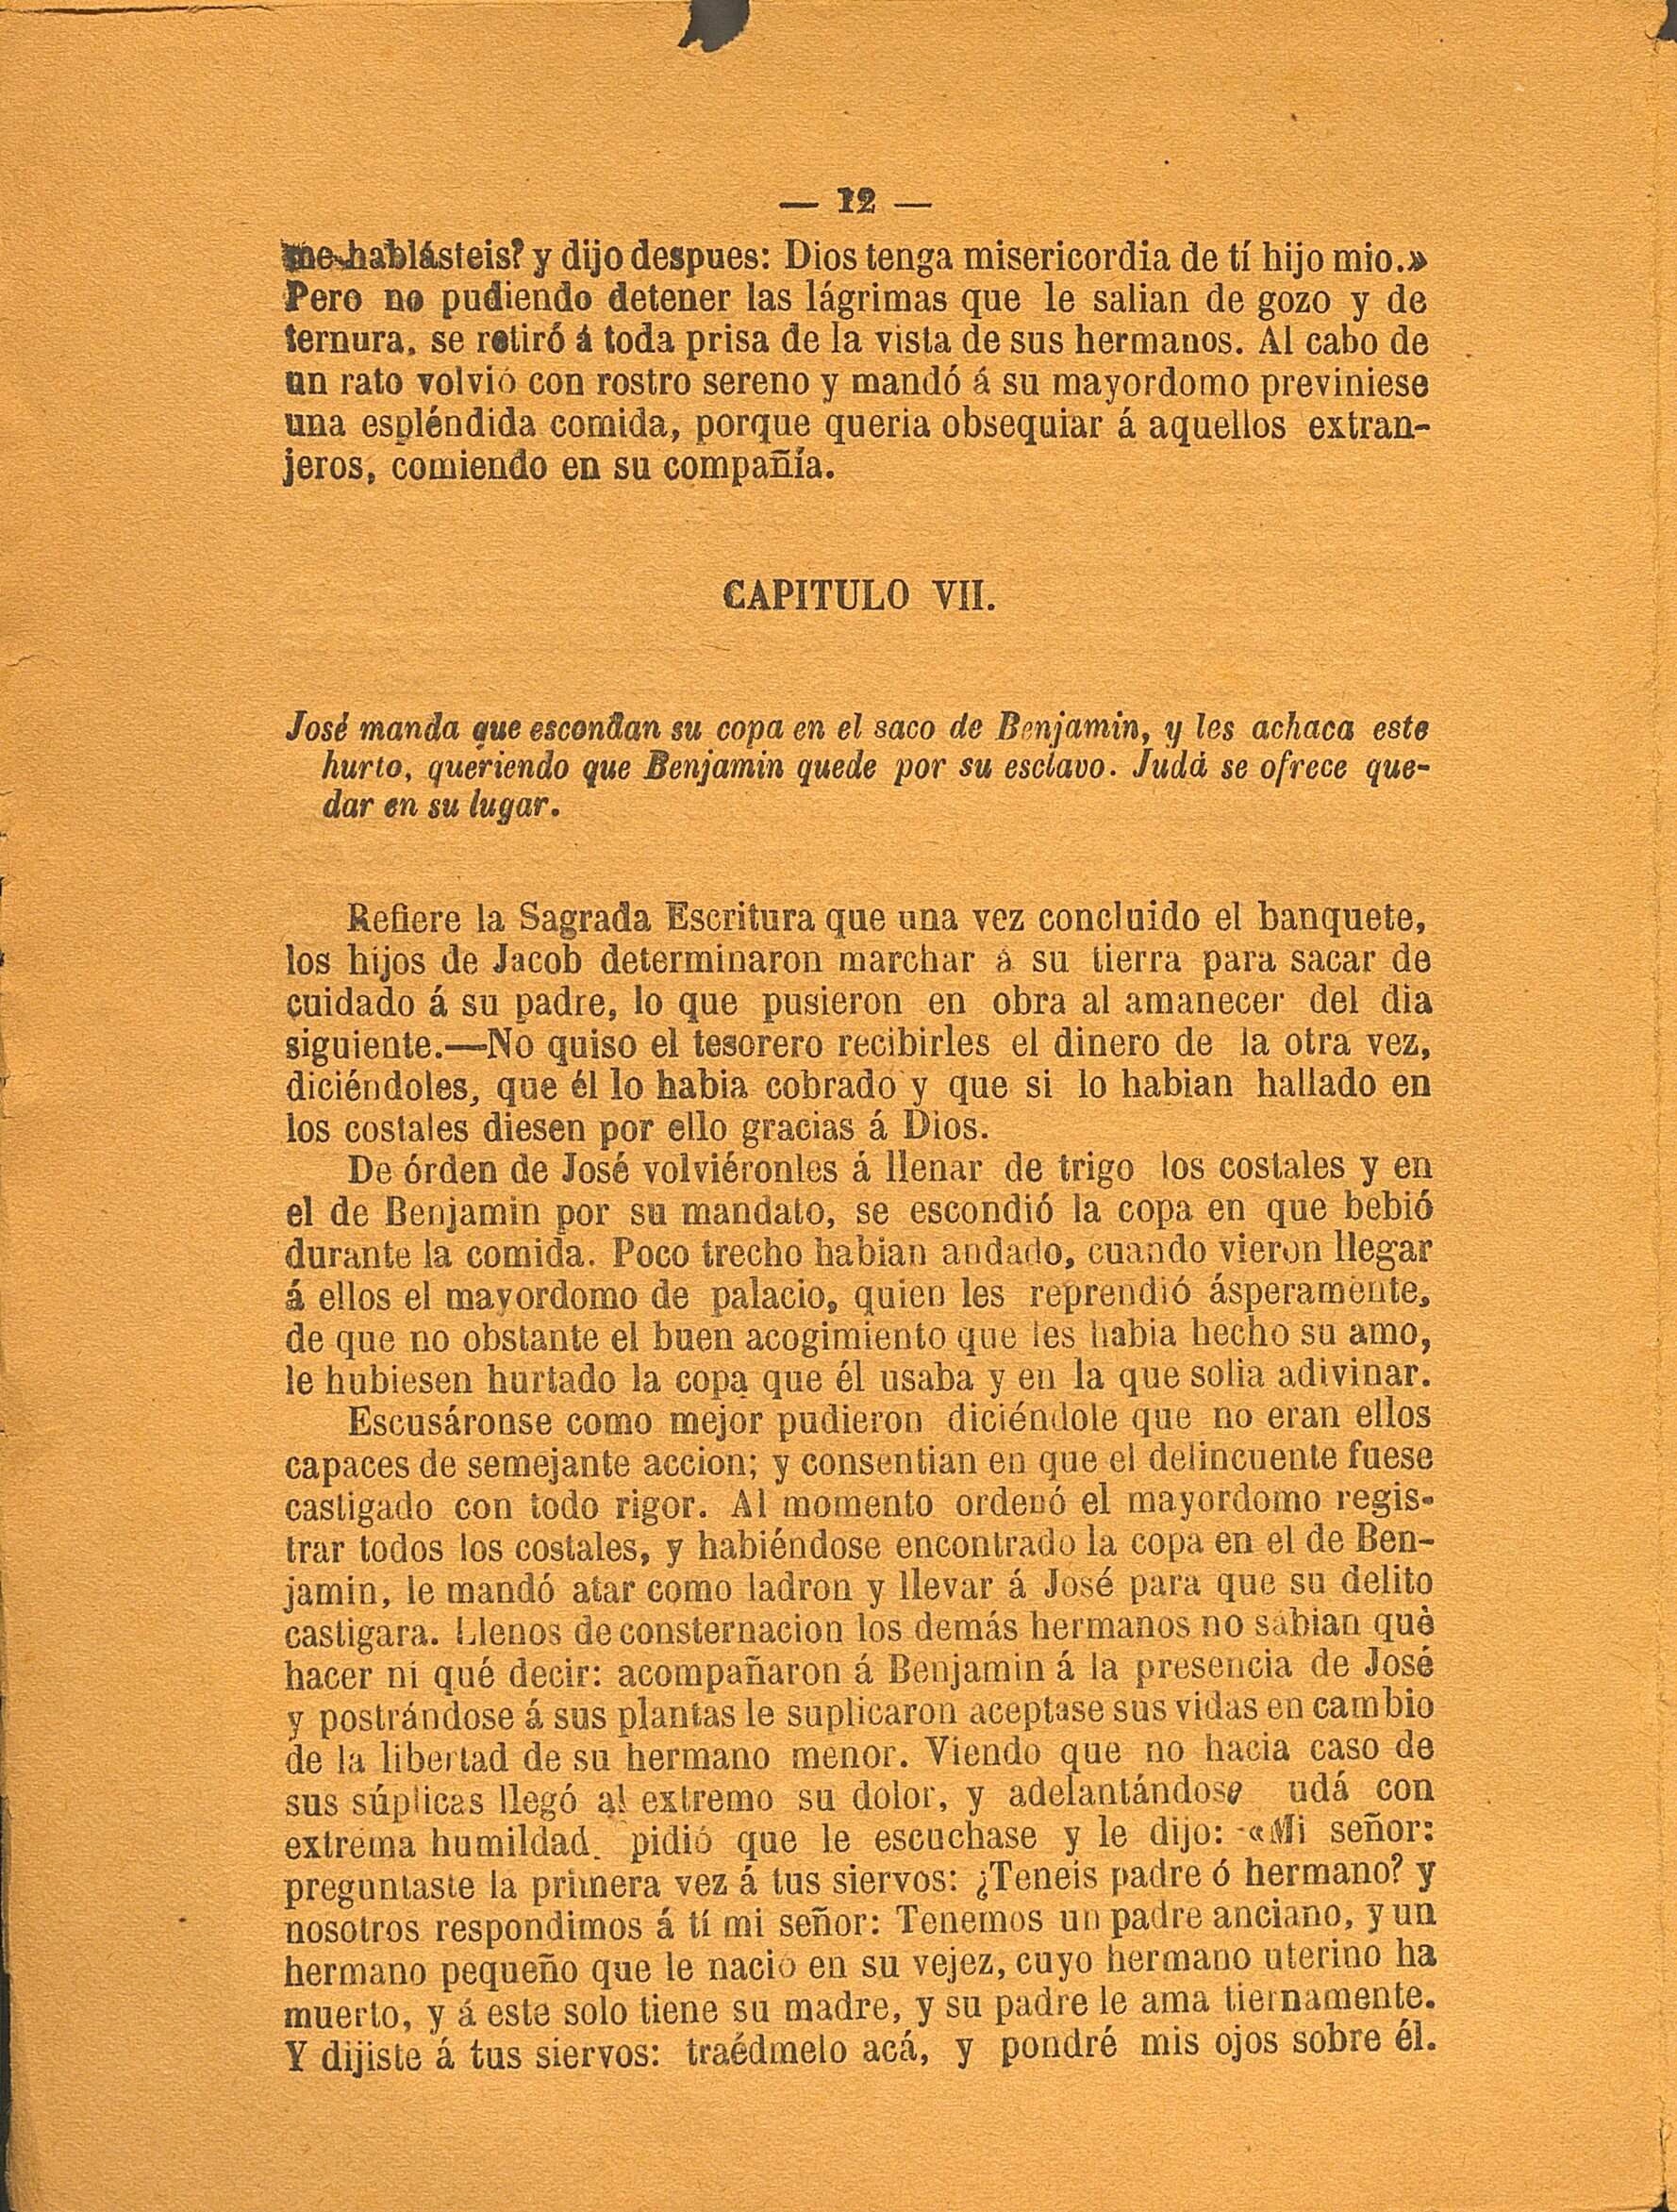 — 12 —
me hablásteis? y dijo despues: Dios tenga misericordia de tí hijo mio.»
Pero no pudiendo detener las lágrimas que le salian de gozo y de
ternura, se retiró á toda prisa de la vista de sus hermanos. Al cabo de
un rato volvió con rostro sereno y mandó á su mayordomo previniese
una espléndida comida, porque queria obsequiar á aquellos extran-
jeros, comiendo en su compañía.
CAPITULO VII.
José manda que escondan su copa en el saco de Benjamin, y les achaca este
hurto, queriendo que Benjamin quede por su esclavo. Judá se ofrece que-
dar en su lugar.
Refiere la Sagrada Escritura que una vez concluido el banquete,
los hijos de Jacob determinaron marchar á su tierra para sacar de
cuidado á su padre, lo que pusieron en obra al amanecer del dia
siguiente.—No quiso el tesorero recibirles el dinero de la otra vez,
diciéndoles, que él lo habia cobrado y que si lo habian hallado en
los costales diesen por ello gracias á Dios.
De órden de José volviéronles á llenar de trigo los costales y en
el de Benjamin por su mandato, se escondió la copa en que bebió
durante la comida. Poco trecho habian andado, cuando vieron llegar
á ellos el mayordomo de palacio, quien les reprendió ásperamente,
de que no obstante el buen acogimiento que les habia hecho su amo,
le hubiesen hurtado la copa que él usaba y en la que solia adivinar.
Escusáronse como mejor pudieron diciéndole que no eran ellos
capaces de semejante accion; y consentian en que el delincuente fuese
castigado con todo rigor. Al momento ordenó el mayordomo regis-
trar todos los costales, y habiéndose encontrado la copa en el de Ben-
jamin, le mandó atar como ladron y llevar á José para que su delito
castigara. Llenos de consternacion los demás hermanos no sabian què
hacer ni qué decir: acompañaron á Benjamin á la presencia de José
y postrándose á sus plantas le suplicaron aceptase sus vidas en cambio
de la libertad de su hermano menor. Viendo que no hacia caso de
sus súplicas llegó al extremo su dolor, y adelantándose udá con
extrema humildad. pidió que le escuchase y le dijo: «Mi señor:
preguntaste la primera vez á tus siervos: ¿Teneis padre ó hermano? y
nosotros respondimos á tí mi señor: Tenemos un padre anciano, y un
hermano pequeño que le nació en su vejez, cuyo hermano uterino ha
muerto, y á este solo tiene su madre, y su padre le ama tiernamente.
Y dijiste á tus siervos: traédmelo acá, y pondré mis ojos sobre él.